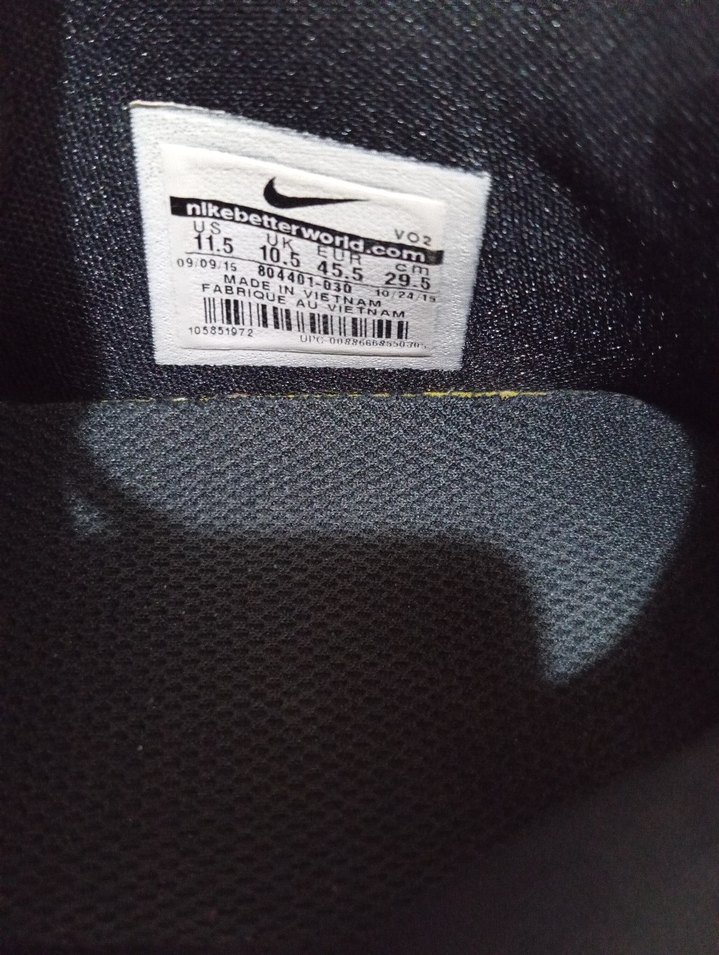 nikebetterworld.com
VO2
US UK EUR cm
11.5 10.5 45.5 29.5
09/09/15 804401-030 10/24/15
MADE IN VIETNAM
FABRIQUE AU VIETNAM
105851972